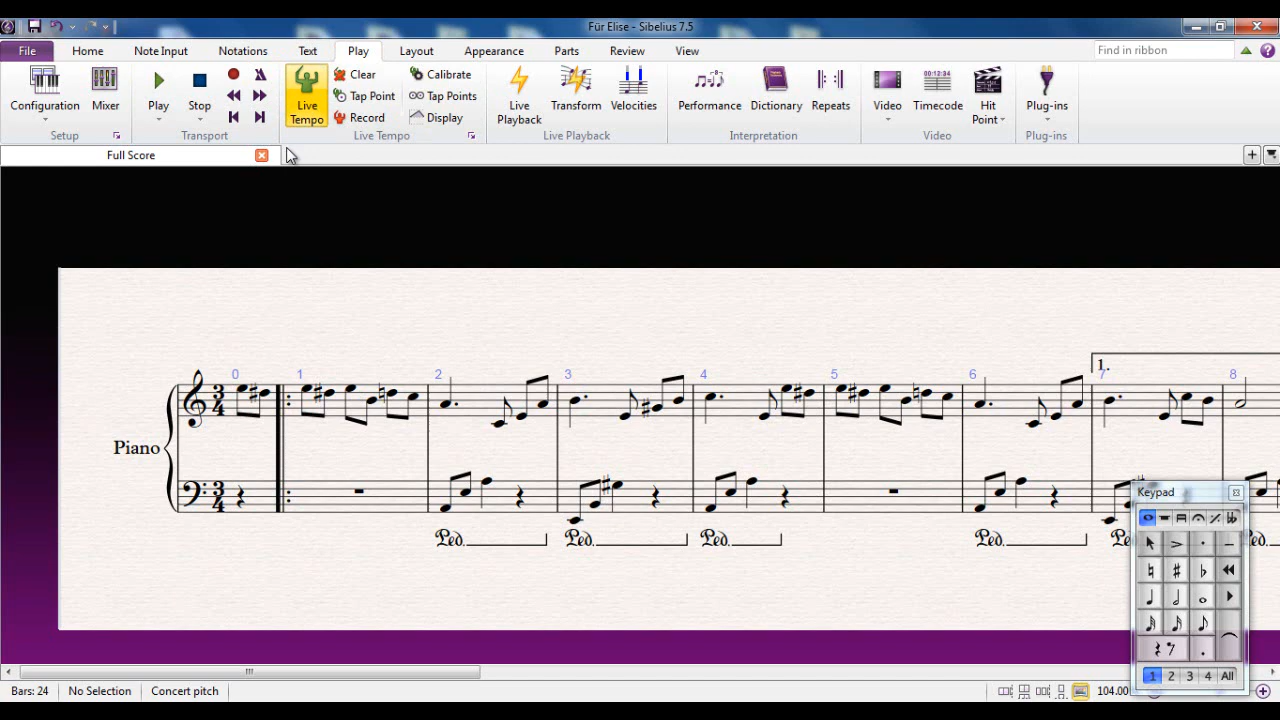 Für Elise - Sibelius 7.5
File Home Note Input Notations Text Play Layout Appearance Parts Review View Find in ribbon
Configuration Mixer Play Stop Live Tempo Clear Tap Point Record Calibrate Tap Points Display Live Playback Transform Velocities Performance Dictionary Repeats Video Timecode Hit Point Plug-ins
Setup Transport Live Tempo Live Playback Interpretation Video Plug-ins
Full Score
1.
0 1 2 3 4 5 6 7 8
Piano
Ped. Ped. Ped. Ped.
Keypad
1 2 3 4 All
Bars: 24 No Selection Concert pitch 104.00